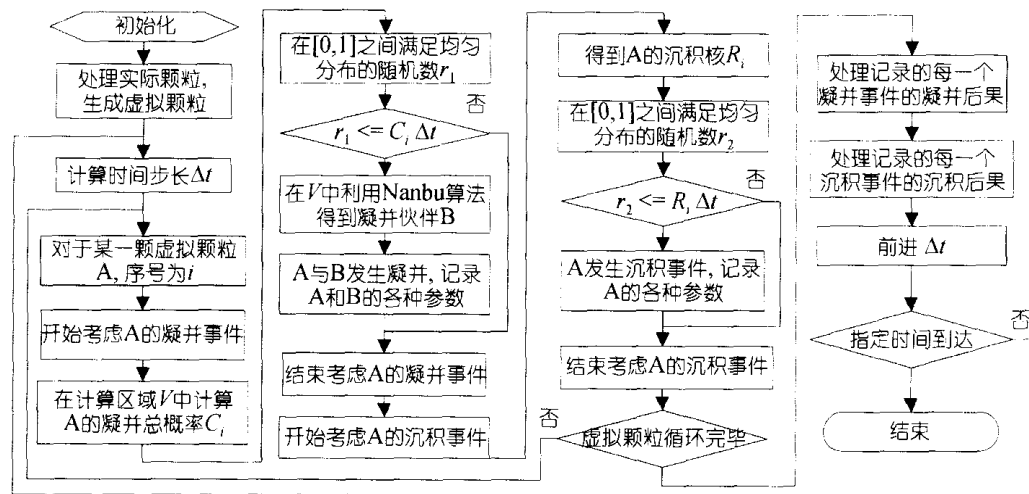 初始化
处理实际颗粒,
生成虚拟颗粒
计算时间步长Δt
对于某一颗虚拟颗粒
A, 序号为i
开始考虑A的凝并事件
在计算区域V中计算
A的凝并总概率C_i
在[0,1]之间满足均匀
分布的随机数r_1
否
r_1 <= C_i Δt
在V中利用Nanbu算法
得到凝并伙伴B
A与B发生凝并, 记录
A和B的各种参数
结束考虑A的凝并事件
开始考虑A的沉积事件
得到A的沉积核R_i
在[0,1]之间满足均匀
分布的随机数r_2
否
r_2 <= R_i Δt
A发生沉积事件, 记录
A的各种参数
结束考虑A的沉积事件
否
虚拟颗粒循环完毕
处理记录的每一个
凝并事件的凝并后果
处理记录的每一个
沉积事件的沉积后果
前进 Δt
否
指定时间到达
结束